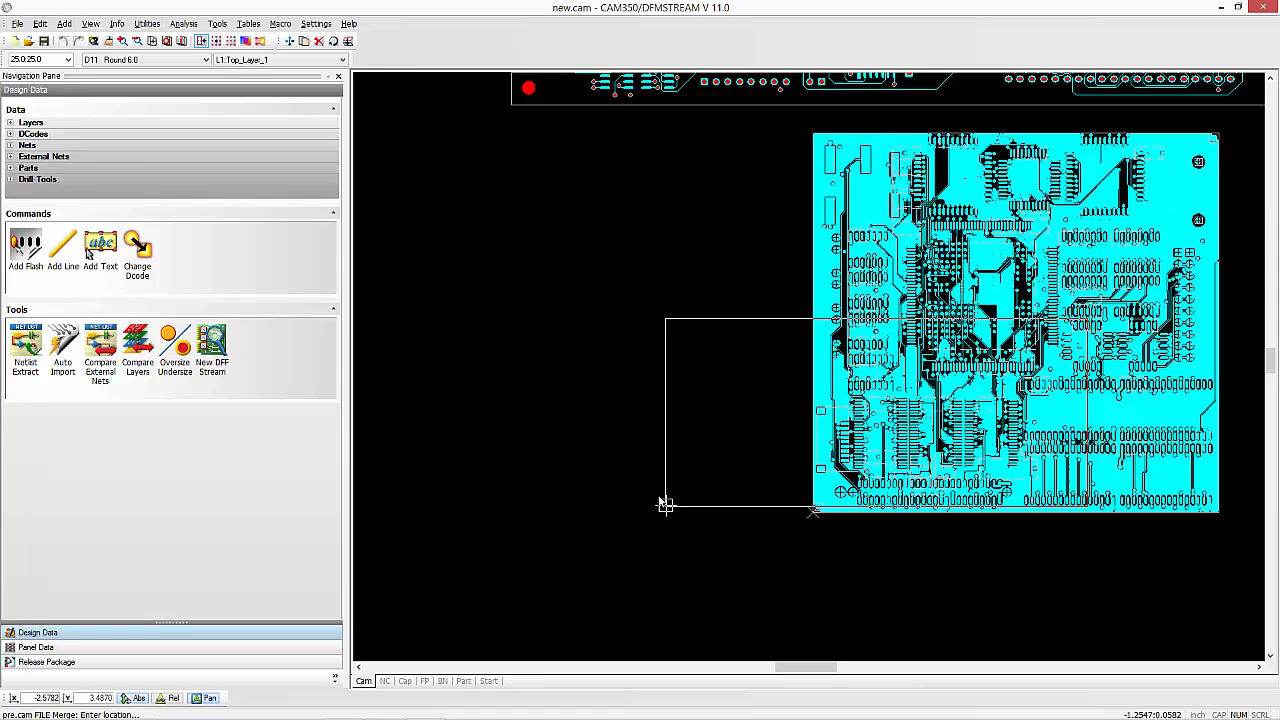 new.cam - CAM350/DFMSTREAM V 11.0
File Edit Add View Info Utilities Analysis Tools Tables Macro Settings Help
25.0:25.0 D11 Round 6.0 L1:Top_Layer_1
Navigation Pane
Design Data
Data
Layers
DCodes
Nets
External Nets
Parts
Drill Tools
Commands
Add Flash Add Line Add Text Change Dcode
Tools
Netlist Extract Auto Import Compare External Nets Compare Layers Oversize Undersize New DFF Stream
Design Data
Panel Data
Release Package
Cam NC Cap FP BN Part Start
X -2.5782 Y 3.4870 Abs Rel Pan
pre.cam FILE Merge: Enter location... -1.2547:0.0582 Inch CAP NUM SCRL